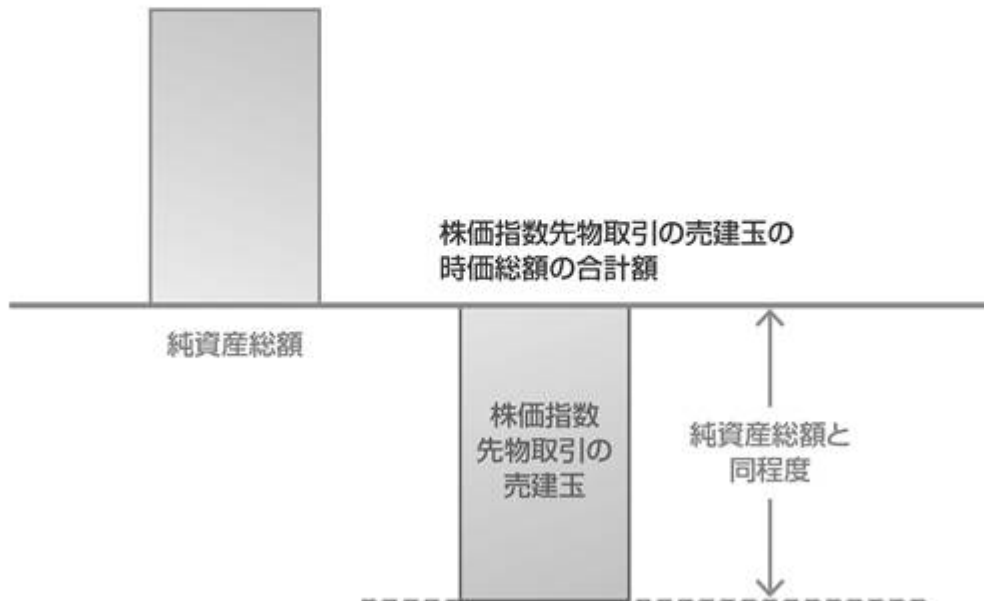 株価指数先物取引の売建玉の
時価総額の合計額
純資産総額
株価指数
先物取引の
売建玉
純資産総額と
同程度